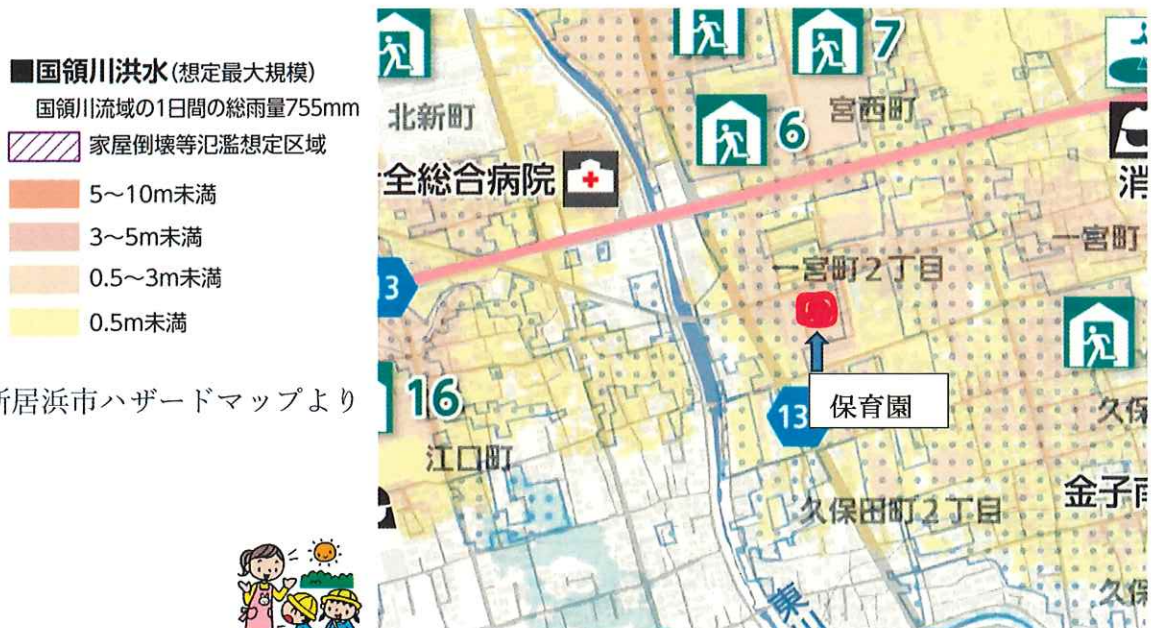 ■国領川洪水(想定最大規模)
国領川流域の1日間の総雨量755mm
家屋倒壊等氾濫想定区域
5～10m未満
3～5m未満
0.5～3m未満
0.5m未満
新居浜市ハザードマップより
7
北新町
宮西町
6
十全総合病院
消
一宮町
一宮町2丁目
13
16
保育園
13
久保
江口町
金子
久保田町2丁目
東川
久保